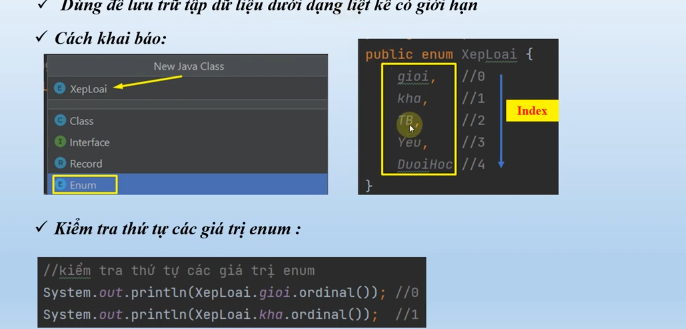 ✓ Dùng để lưu trữ tập dữ liệu dưới dạng liệt kê có giới hạn
✓ Cách khai báo:
New Java Class
XepLoai
Class
Interface
Record
Enum
public enum XepLoai {
gioi, //0
kha, //1
TB, //2
Yeu, //3
DuoiHoc //4
}
Index
✓ Kiểm tra thứ tự các giá trị enum :
//kiểm tra thứ tự các giá trị enum
System.out.println(XepLoai.gioi.ordinal()); //0
System.out.println(XepLoai.kha.ordinal()); //1